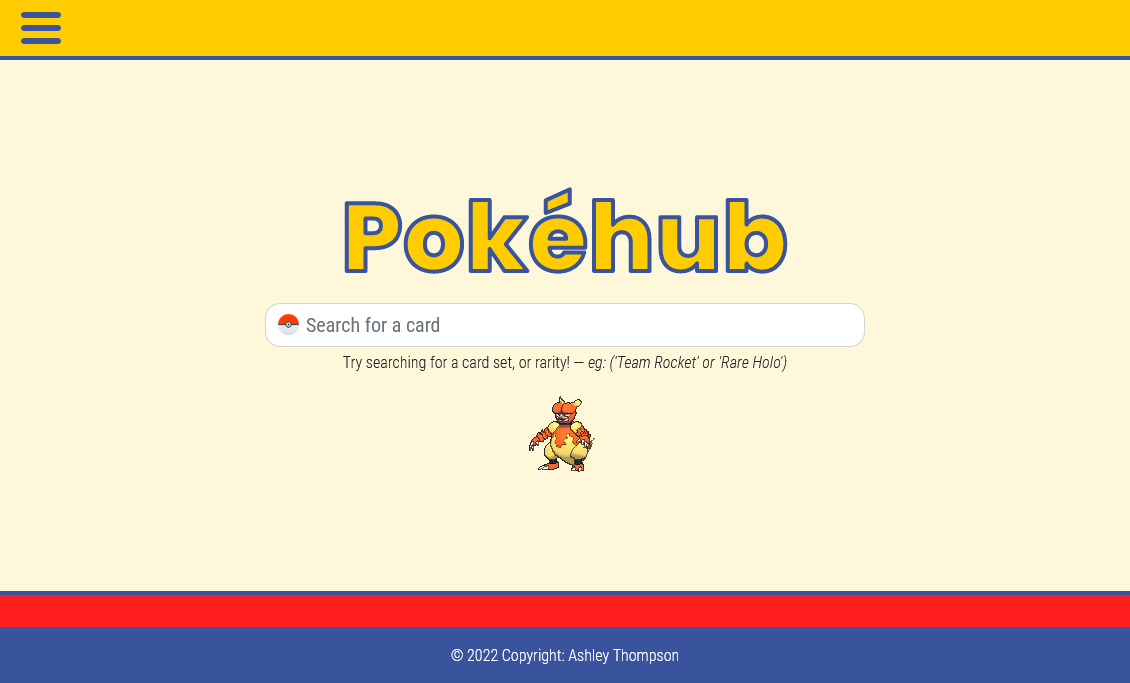 Pokéhub
Search for a card
Try searching for a card set, or rarity! — eg: ('Team Rocket' or 'Rare Holo')
© 2022 Copyright: Ashley Thompson